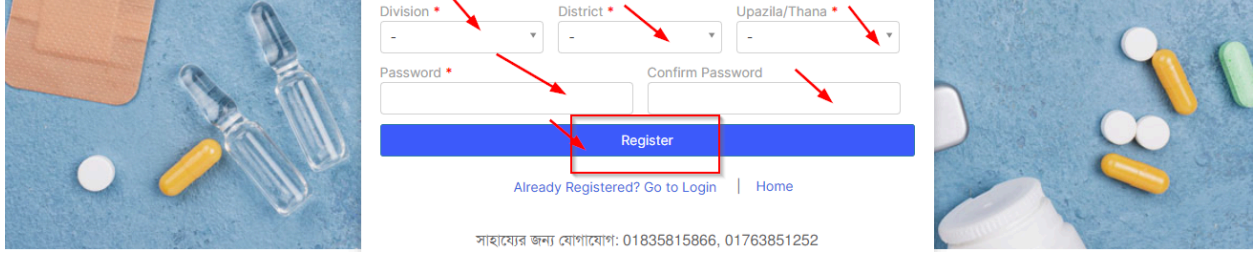 Division * District * Upazila/Thana *
- - -
Password * Confirm Password
Register
Already Registered? Go to Login | Home
সাহায্যের জন্য যোগাযোগ: 01835815866, 01763851252